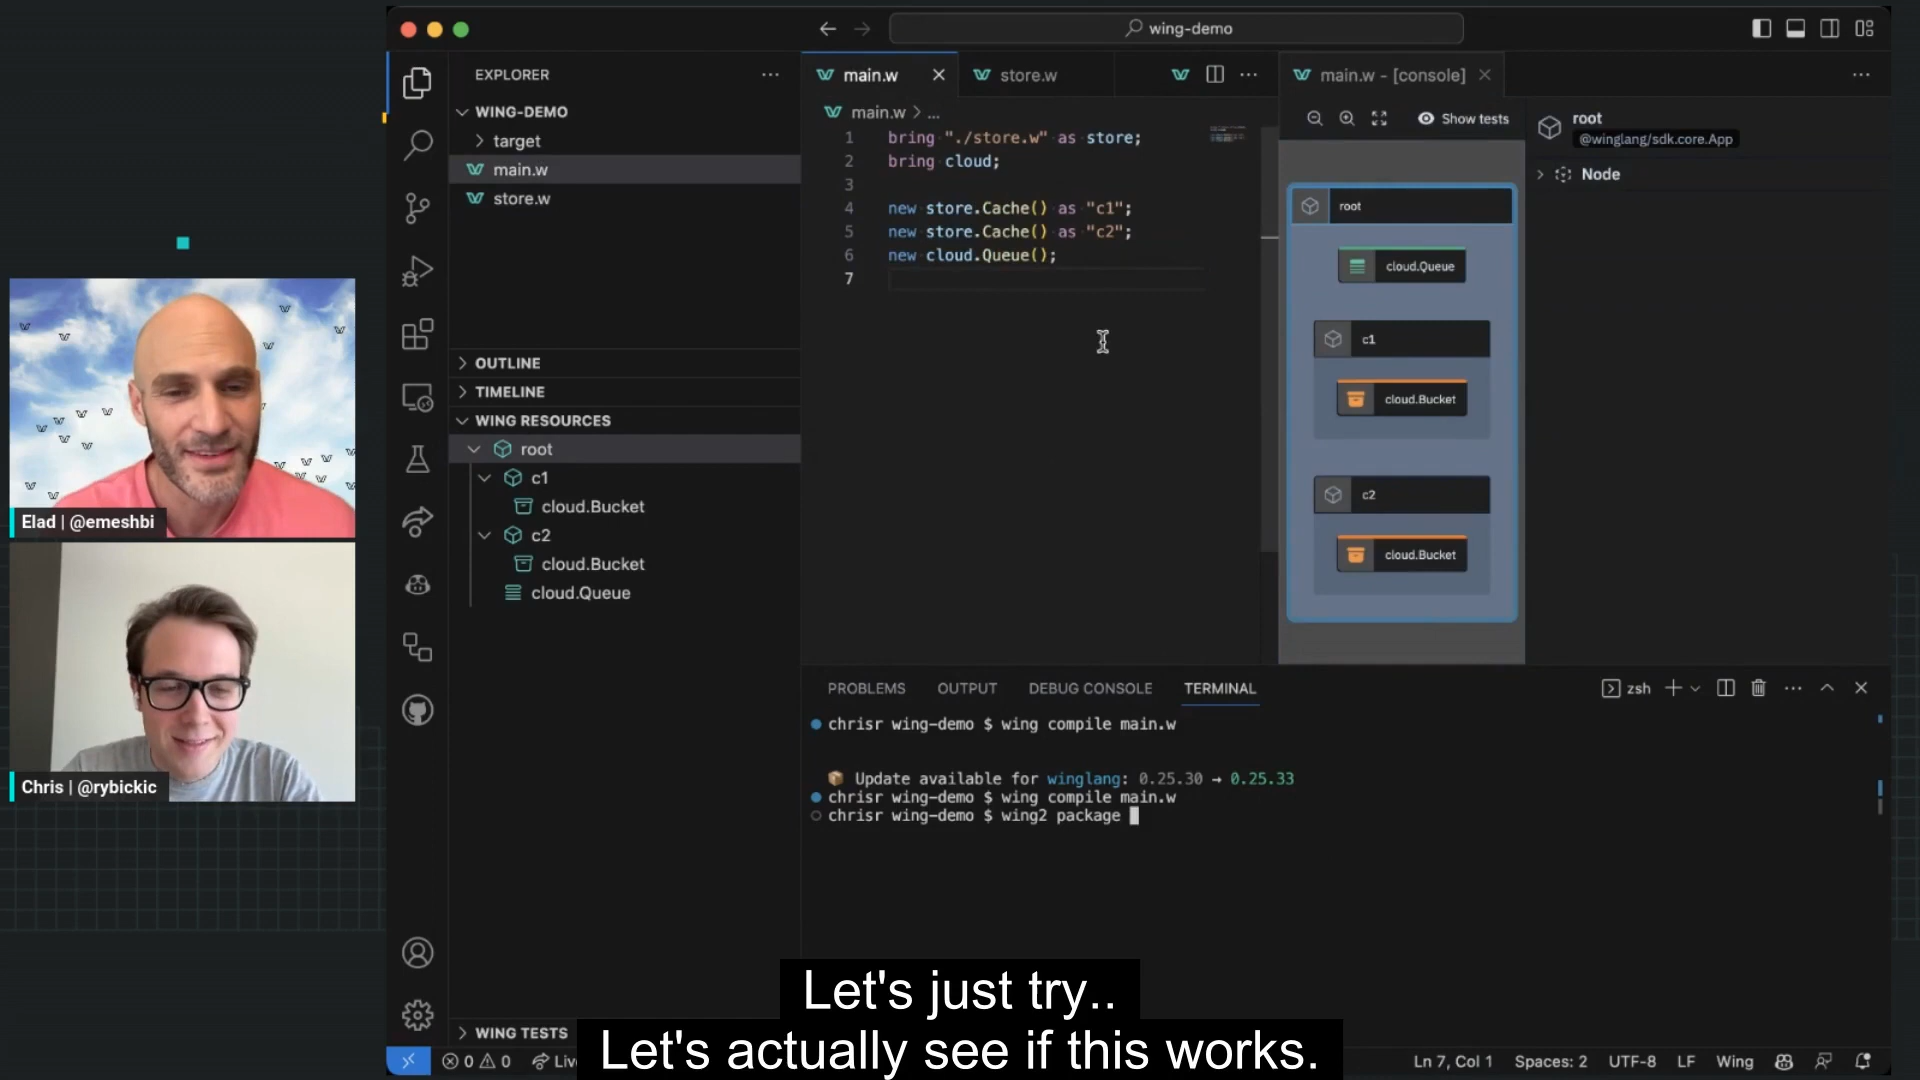 wing-demo
EXPLORER
WING-DEMO
target
main.w
store.w
OUTLINE
TIMELINE
WING RESOURCES
root
c1
cloud.Bucket
c2
cloud.Bucket
cloud.Queue
WING TESTS
main.w
store.w
main.w > ...
1 bring "./store.w" as store;
2 bring cloud;
3
4 new store.Cache() as "c1";
5 new store.Cache() as "c2";
6 new cloud.Queue();
7
main.w - [console]
Show tests
root
cloud.Queue
c1
cloud.Bucket
c2
cloud.Bucket
root
@winglang/sdk.core.App
Node
PROBLEMS OUTPUT DEBUG CONSOLE TERMINAL
zsh
chrisr wing-demo $ wing compile main.w
Update available for winglang: 0.25.30 → 0.25.33
chrisr wing-demo $ wing compile main.w
chrisr wing-demo $ wing2 package
Elad | @emeshbi
Chris | @rybickic
Let's just try..
Let's actually see if this works.
0 0
Ln 7, Col 1 Spaces: 2 UTF-8 LF Wing